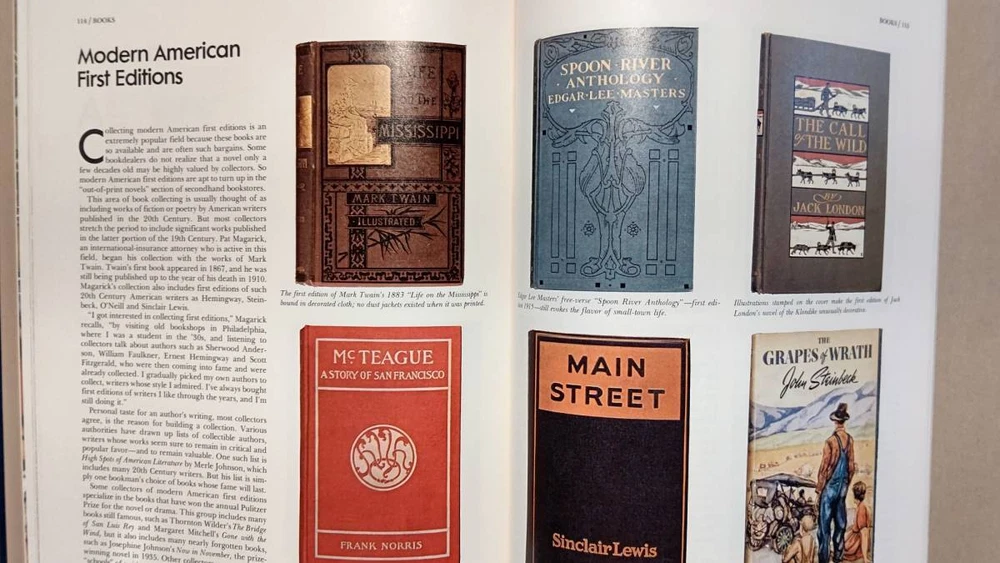 114 / BOOKS
Modern American
First Editions
Collecting modern American first editions is an
extremely popular field because these books are
so available and are often such bargains. Some
bookdealers do not realize that a novel only a
few decades old may be highly valued by collectors. So
modern American first editions are apt to turn up in the
"out-of-print novels" section of secondhand bookstores.
This area of book collecting is usually thought of as
including works of fiction or poetry by American writers
published in the 20th Century. But most collectors
stretch the period to include significant works published
in the latter portion of the 19th Century. Pat Magarick,
an international-insurance attorney who is active in this
field, began his collection with the works of Mark
Twain. Twain's first book appeared in 1867, and he was
still being published up to the year of his death in 1910.
Magarick's collection also includes first editions of such
20th Century American writers as Hemingway, Stein-
beck, O'Neill and Sinclair Lewis.
"I got interested in collecting first editions," Magarick
recalls, "by visiting old bookshops in Philadelphia,
where I was a student in the '30s, and listening to
collectors talk about authors such as Sherwood Ander-
son, William Faulkner, Ernest Hemingway and Scott
Fitzgerald, who were then coming into fame and were
already collected. I gradually picked my own authors to
collect, writers whose style I admired. I've always bought
first editions of writers I like through the years, and I'm
still doing it."
Personal taste for an author's writing, most collectors
agree, is the reason for building a collection. Various
authorities have drawn up lists of collectible authors,
writers whose works seem sure to remain in critical and
popular favor—and to remain valuable. One such list is
High Spots of American Literature by Merle Johnson, which
includes many 20th Century writers. But his list is sim-
ply one bookman's choice of books whose fame will last.
Some collectors of modern American first editions
specialize in the books that have won the annual Pulitzer
Prize for the novel or drama. This group includes many
books still famous, such as Thornton Wilder's The Bridge
of San Luis Rey and Margaret Mitchell's Gone with the
Wind, but it also includes many nearly forgotten books,
such as Josephine Johnson's Now in November, the prize-
winning novel in 1935. Other
LIFE
ON THE
MISSISSIPPI
MARK TWAIN
ILLUSTRATED
The first edition of Mark Twain's 1883 "Life on the Mississippi" is
bound in decorated cloth; no dust jackets existed when it was printed.
Mc TEAGUE
A STORY OF SAN FRANCISCO
FRANK NORRIS
BOOKS /
SPOON · RIVER
· ANTHOLOGY ·
EDGAR · LEE · MASTERS
Lee Masters' free-verse "Spoon River Anthology"—first edi-
in 1915—still evokes the flavor of small-town life.
THE CALL
of THE WILD
BY
JACK LONDON
Illustrations stamped on the cover make the first edition of Jack
London's novel of the Klondike unusually decorative.
MAIN
STREET
Sinclair Lewis
THE
GRAPES of WRATH
John Steinbeck